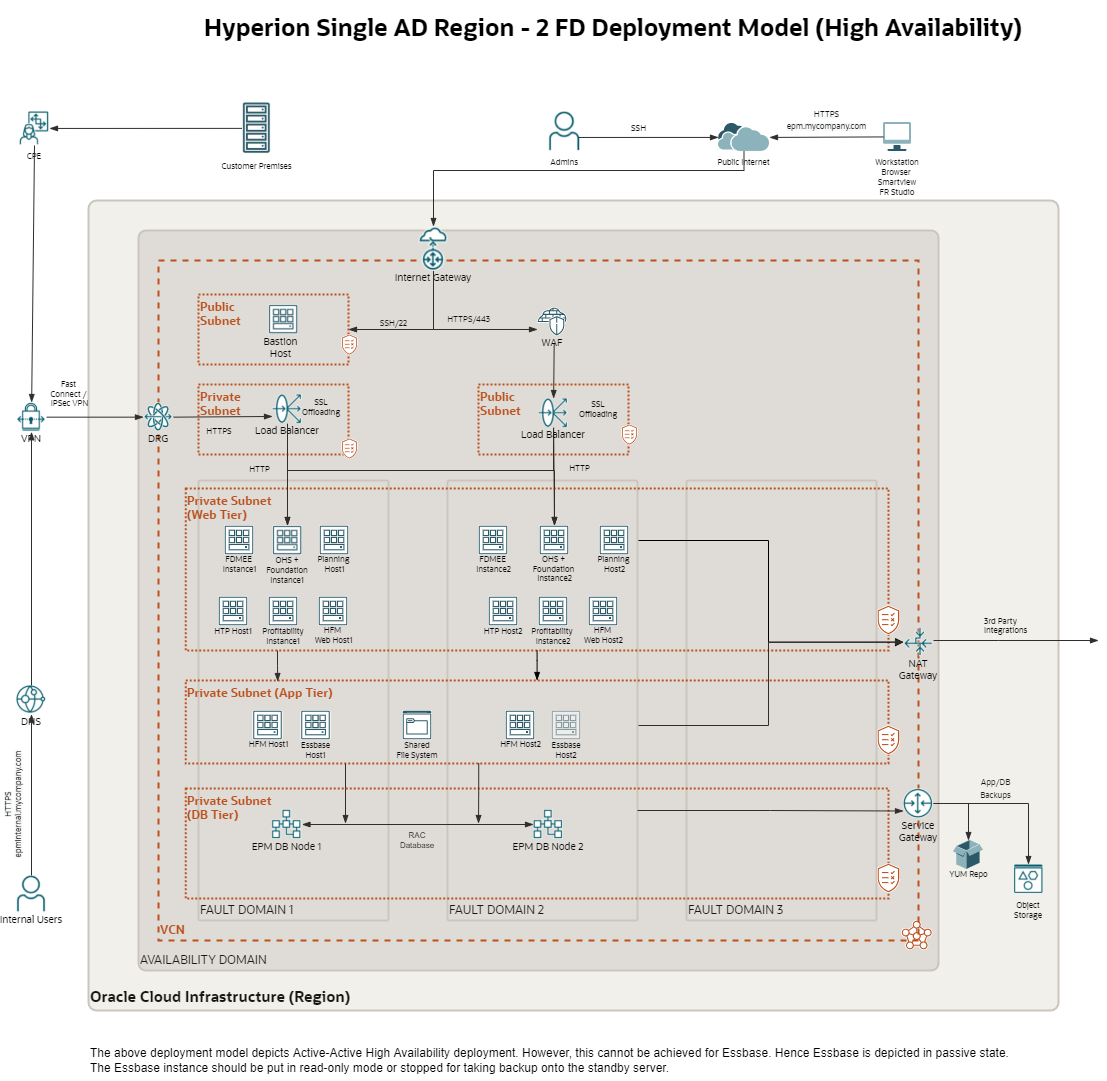 Hyperion Single AD Region - 2 FD Deployment Model (High Availability)
CPE
Customer Premises
Admins
SSH
Public Internet
HTTPS
epm.mycompany.com
Workstation
Browser
Smartview
FR Studio
Internet Gateway
Public
Subnet
Bastion
Host
SSH/22
HTTPS/443
WAF
Fast
Connect /
IPSec VPN
VPN
DRG
Private
Subnet
HTTPS
SSL
Offloading
Load Balancer
Public
Subnet
SSL
Offloading
Load Balancer
HTTP
HTTP
Private Subnet
(Web Tier)
FDMEE
Instance1
OHS +
Foundation
Instance1
Planning
Host1
FDMEE
Instance2
OHS +
Foundation
Instance2
Planning
Host2
HTP Host1
Profitability
Instance1
HFM
Web Host1
HTP Host2
Profitability
Instance2
HFM
Web Host2
NAT
Gateway
3rd Party
Integrations
Private Subnet (App Tier)
HFM Host1
Essbase
Host1
Shared
File System
HFM Host2
Essbase
Host2
DNS
HTTPS
epminternal.mycompany.com
Internal Users
Private Subnet
(DB Tier)
EPM DB Node 1
RAC
Database
EPM DB Node 2
Service
Gateway
App/DB
Backups
YUM Repo
Object
Storage
FAULT DOMAIN 1
FAULT DOMAIN 2
FAULT DOMAIN 3
VCN
AVAILABILITY DOMAIN
Oracle Cloud Infrastructure (Region)
The above deployment model depicts Active-Active High Availability deployment. However, this cannot be achieved for Essbase. Hence Essbase is depicted in passive state.
The Essbase instance should be put in read-only mode or stopped for taking backup onto the standby server.